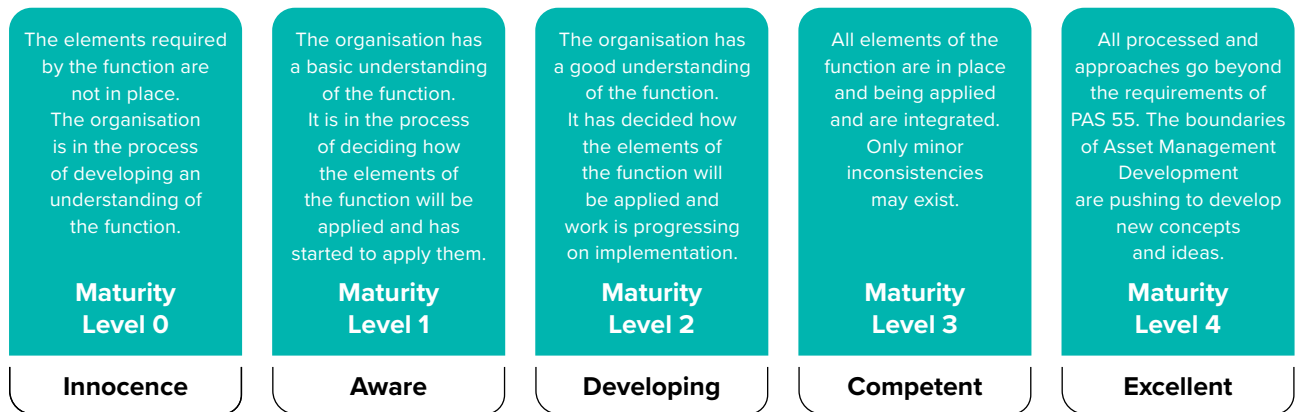 The elements required
by the function are
not in place.
The organisation
is in the process
of developing an
understanding of
the function.
Maturity
Level 0
Innocence
The organisation has
a basic understanding
of the function.
It is in the process
of deciding how
the elements of
the function will be
applied and has
started to apply them.
Maturity
Level 1
Aware
The organisation has
a good understanding
of the function.
It has decided how
the elements of
the function will
be applied and
work is progressing
on implementation.
Maturity
Level 2
Developing
All elements of the
function are in place
and being applied
and are integrated.
Only minor
inconsistencies
may exist.
Maturity
Level 3
Competent
All processed and
approaches go beyond
the requirements of
PAS 55. The boundaries
of Asset Management
Development
are pushing to develop
new concepts
and ideas.
Maturity
Level 4
Excellent